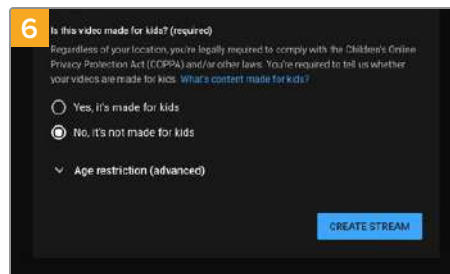 6
Is this video made for kids? (required)
Regardless of your location, you're legally required to comply with the Children's Online
Privacy Protection Act (COPPA) and/or other laws. You're required to tell us whether
your videos are made for kids. What's content made for kids?
Yes, it's made for kids
No, it's not made for kids
Age restriction (advanced)
CREATE STREAM